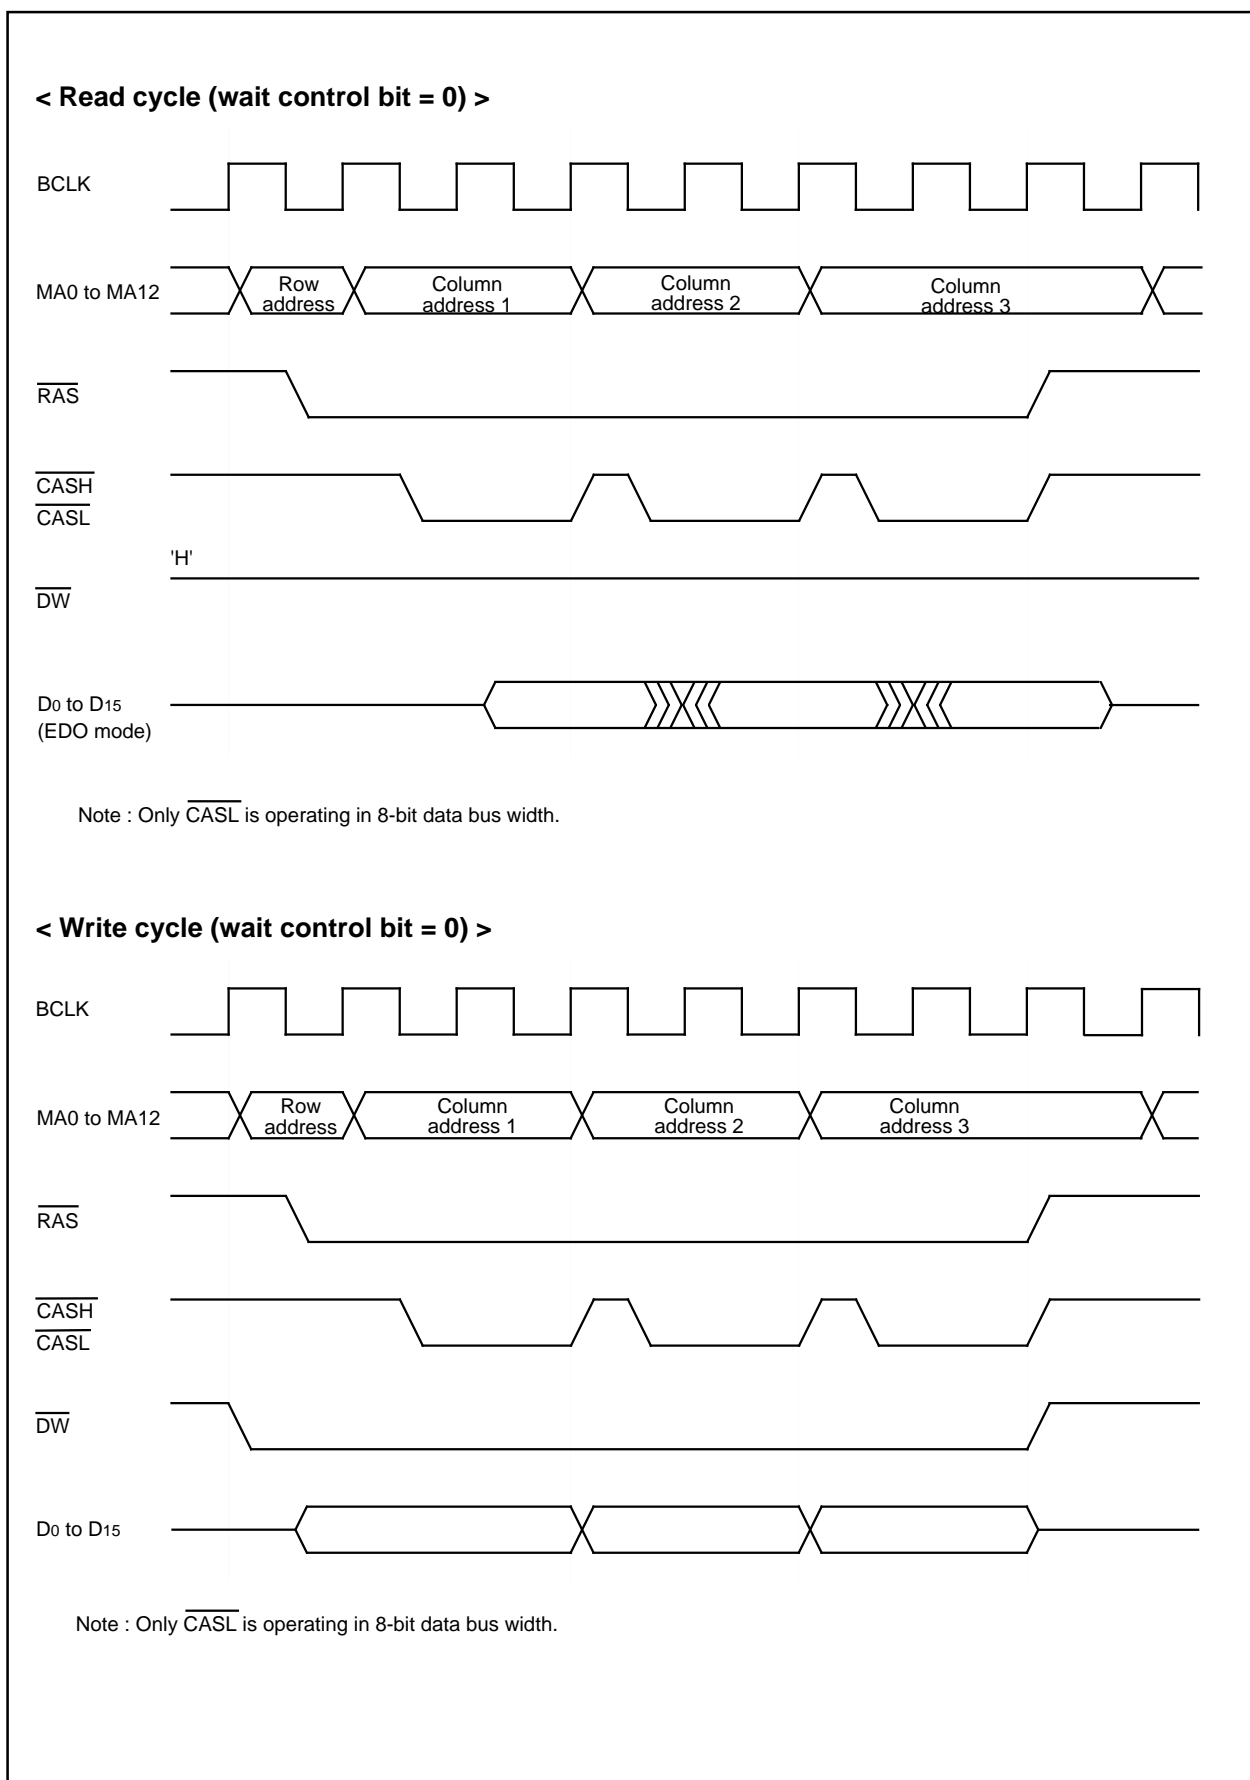 < Read cycle (wait control bit = 0) >
BCLK
MA0 to MA12
Row
address
Column
address 1
Column
address 2
Column
address 3
RAS
CASH
CASL
'H'
DW
D0 to D15
(EDO mode)
Note : Only CASL is operating in 8-bit data bus width.
< Write cycle (wait control bit = 0) >
BCLK
MA0 to MA12
Row
address
Column
address 1
Column
address 2
Column
address 3
RAS
CASH
CASL
DW
D0 to D15
Note : Only CASL is operating in 8-bit data bus width.